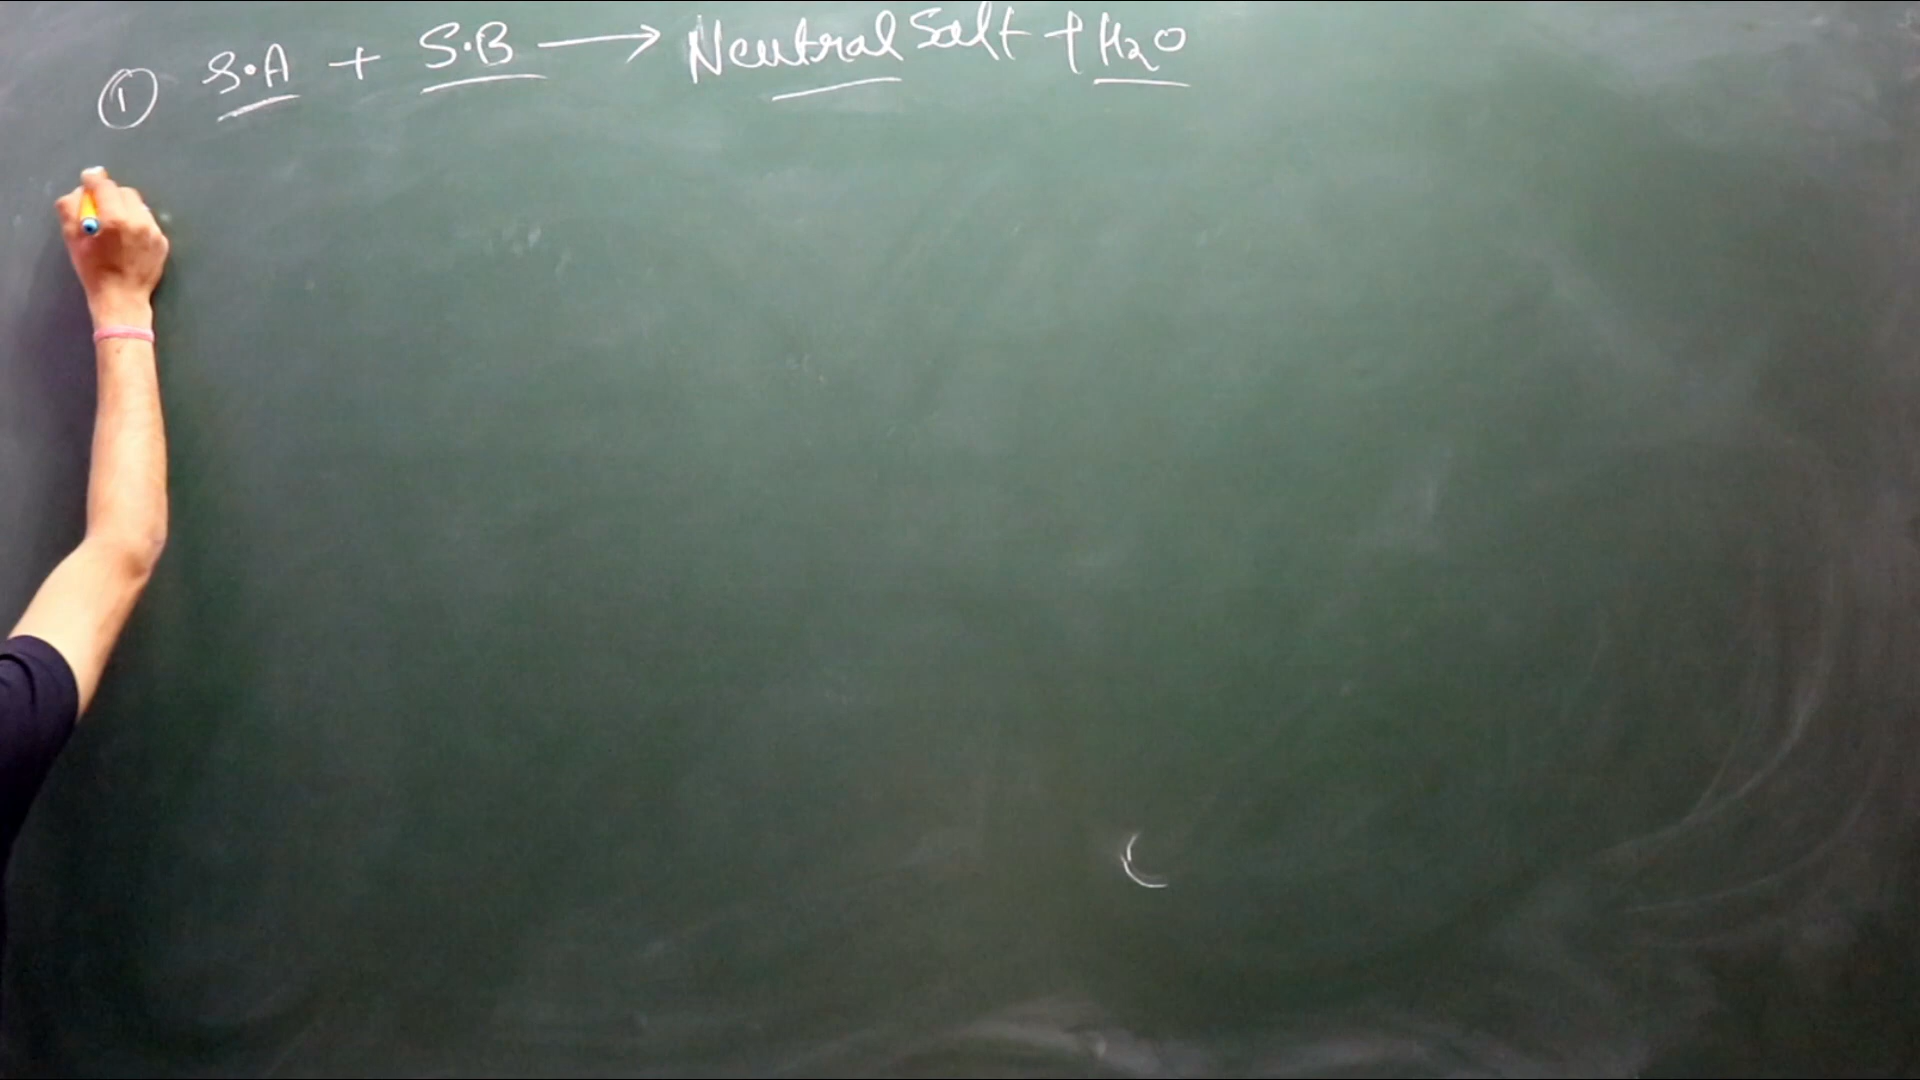 ① S.A + S.B → Neutral Salt + H₂O